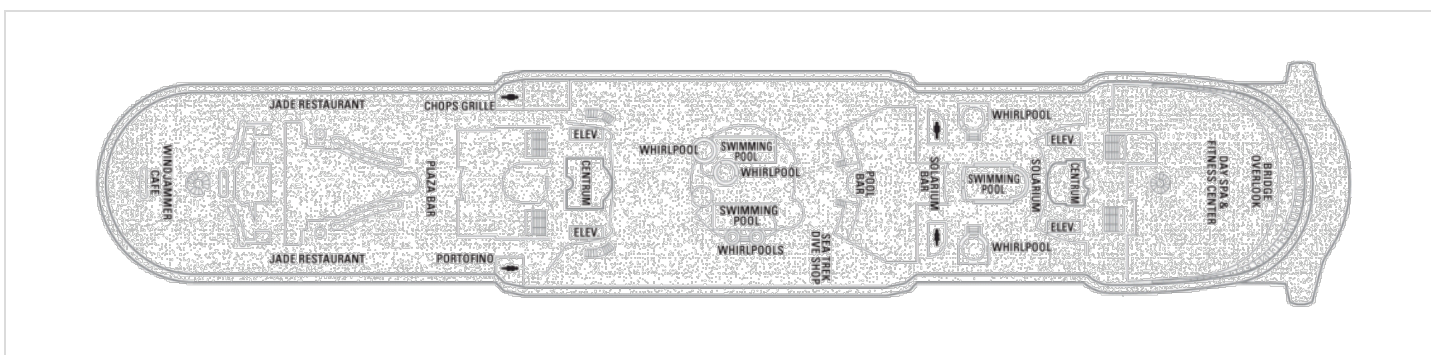 JADE RESTAURANT
CHOPS GRILLE
WINDJAMMER
CAFE
PLAZA BAR
JADE RESTAURANT
PORTOFINO
ELEV
CENTRUM
ELEV
WHIRLPOOL
SWIMMING
POOL
WHIRLPOOL
SWIMMING
POOL
WHIRLPOOLS
SEA TREK
DIVE SHOP
POOL
BAR
SOLARIUM
BAR
WHIRLPOOL
SWIMMING
POOL
WHIRLPOOL
SOLARIUM
ELEV
CENTRUM
ELEV
BRIDGE
OVERLOOK
DAY SPA &
FITNESS CENTER